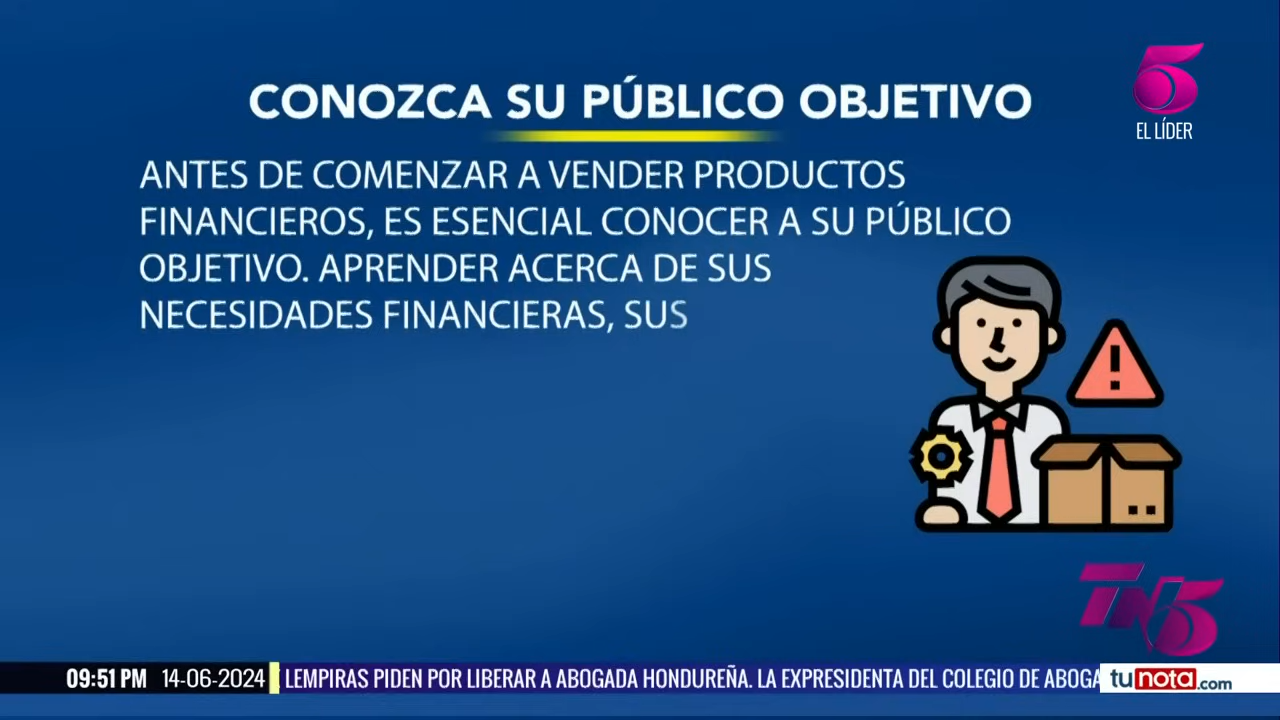 CONOZCA SU PÚBLICO OBJETIVO
5
EL LÍDER
ANTES DE COMENZAR A VENDER PRODUCTOS
FINANCIEROS, ES ESENCIAL CONOCER A SU PÚBLICO
OBJETIVO. APRENDER ACERCA DE SUS
NECESIDADES FINANCIERAS, SUS
TN5
09:51 PM 14-06-2024 LEMPIRAS PIDEN POR LIBERAR A ABOGADA HONDUREÑA. LA EXPRESIDENTA DEL COLEGIO DE ABOGA
tunota.com